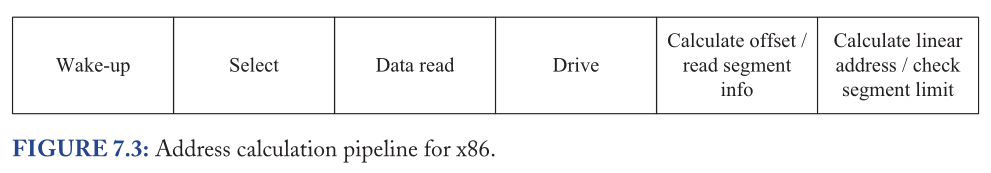 Wake-up
Select
Data read
Drive
Calculate offset /
read segment
info
Calculate linear
address / check
segment limit
FIGURE 7.3: Address calculation pipeline for x86.